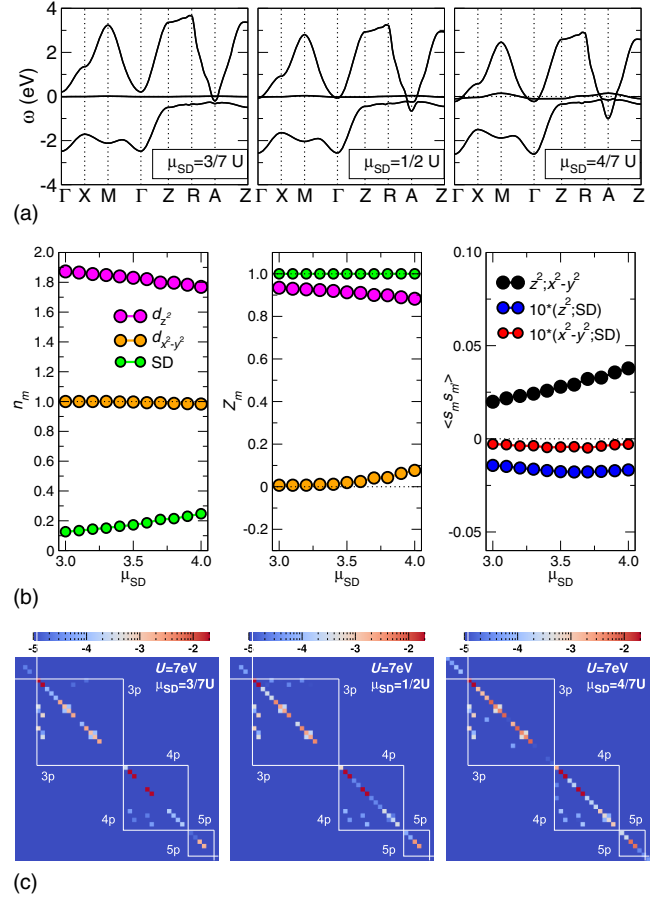 4
2
0
-2
-4
ω (eV)
μSD=3/7 U
μSD=1/2 U
μSD=4/7 U
Γ X M Γ Z R A Z
Γ X M Γ Z R A Z
Γ X M Γ Z R A Z
(a)
2.0
1.8
1.6
1.4
1.2
1.0
0.8
0.6
0.4
0.2
0
nm
dz²
dx²-y²
SD
3.0 3.5 4.0
μSD
1.0
0.8
0.6
0.4
0.2
0
-0.2
Zm
3.0 3.5 4.0
μSD
0.10
0.05
0
-0.05
<smsm'>
z²;x²-y²
10*(z²;SD)
10*(x²-y²;SD)
3.0 3.5 4.0
μSD
(b)
-5 -4 -3 -2
-5 -4 -3 -2
-5 -4 -3 -2
U=7eV
μSD=3/7U
3p
3p
4p
4p
5p
5p
U=7eV
μSD=1/2U
3p
3p
4p
4p
5p
5p
U=7eV
μSD=4/7U
3p
3p
4p
4p
5p
5p
(c)